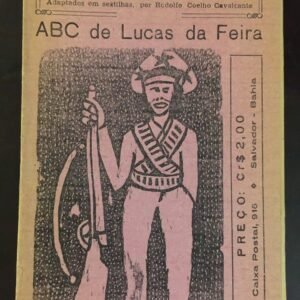 Adaptados em sextilhas, por Rodolfo Coelho Cavalcante
ABC de Lucas da Feira
PREÇO: Cr$ 2,00
Caixa Postal, 916 Salvador - Bahia